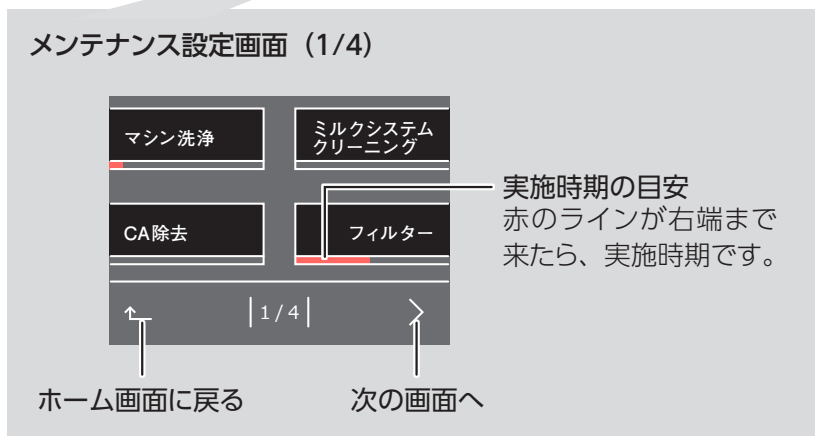 メンテナンス設定画面（1/4）
マシン洗浄
ミルクシステム
クリーニング
CA除去
フィルター
1/4
実施時期の目安
赤のラインが右端まで
来たら、実施時期です。
ホーム画面に戻る
次の画面へ